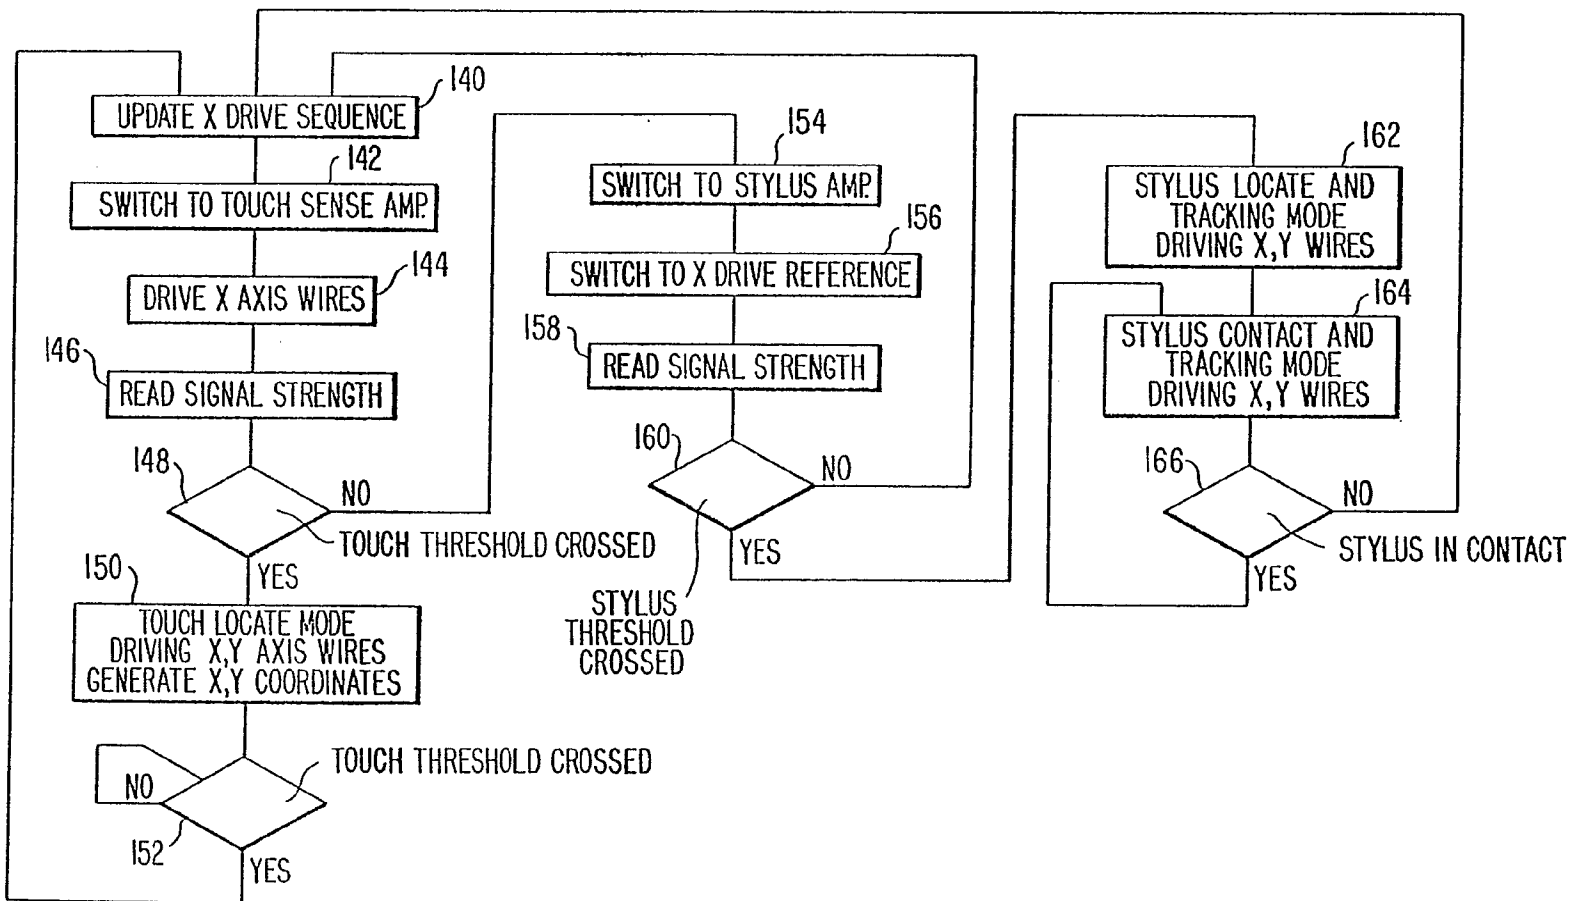 140
UPDATE X DRIVE SEQUENCE
142
SWITCH TO TOUCH SENSE AMP.
144
DRIVE X AXIS WIRES
146
READ SIGNAL STRENGTH
148
NO
TOUCH THRESHOLD CROSSED
YES
150
TOUCH LOCATE MODE
DRIVING X,Y AXIS WIRES
GENERATE X,Y COORDINATES
TOUCH THRESHOLD CROSSED
NO
152
YES
154
SWITCH TO STYLUS AMP.
156
SWITCH TO X DRIVE REFERENCE
158
READ SIGNAL STRENGTH
160
NO
YES
STYLUS
THRESHOLD
CROSSED
162
STYLUS LOCATE AND
TRACKING MODE
DRIVING X,Y WIRES
164
STYLUS CONTACT AND
TRACKING MODE
DRIVING X,Y WIRES
166
NO
STYLUS IN CONTACT
YES